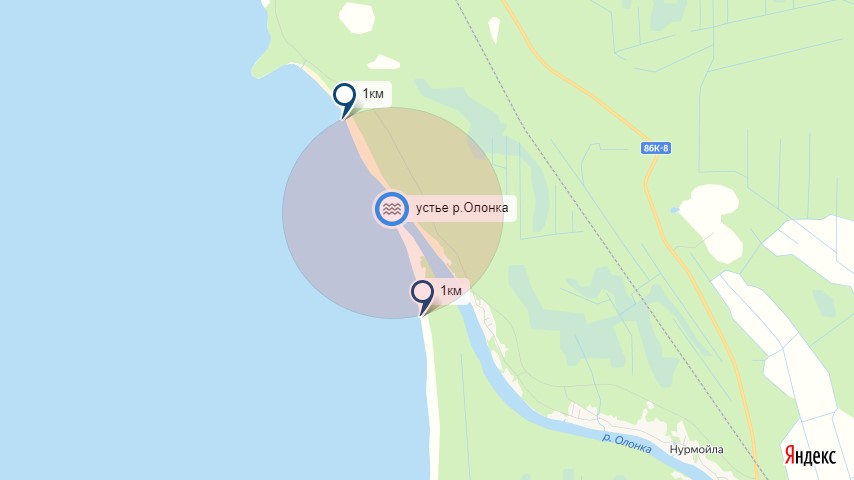 1км
86К-8
устье р.Олонка
1км
р. Олонка
Нурмойла
Яндекс